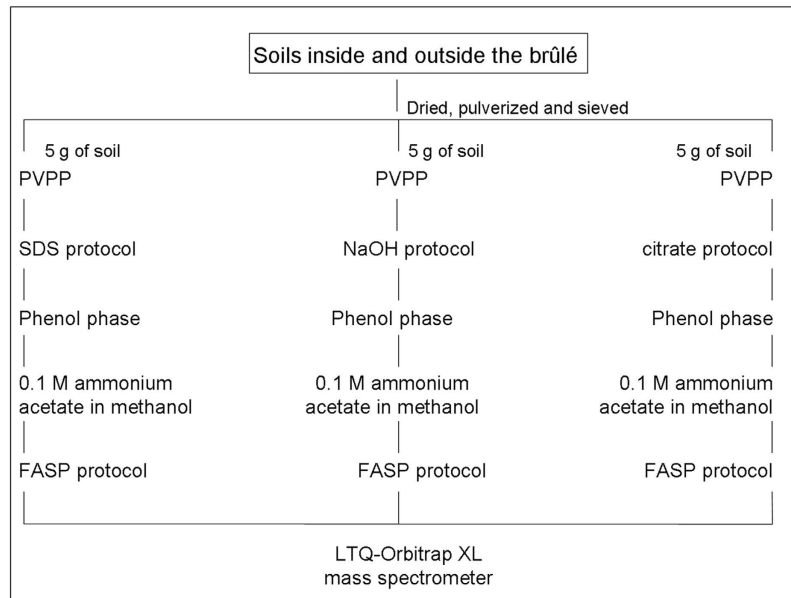 Soils inside and outside the brûlé
Dried, pulverized and sieved
5 g of soil 5 g of soil 5 g of soil
PVPP PVPP PVPP
SDS protocol NaOH protocol citrate protocol
Phenol phase Phenol phase Phenol phase
0.1 M ammonium 0.1 M ammonium 0.1 M ammonium
acetate in methanol acetate in methanol acetate in methanol
FASP protocol FASP protocol FASP protocol
LTQ-Orbitrap XL
mass spectrometer